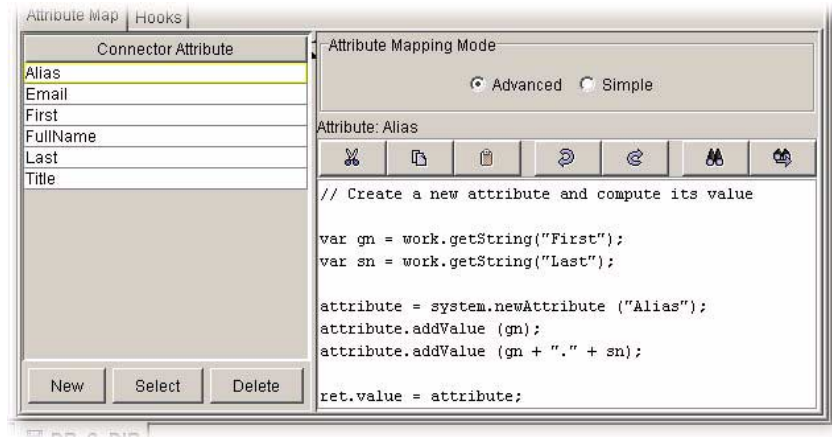 Attribute Map Hooks
Connector Attribute
Alias
Email
First
FullName
Last
Title
New Select Delete
Attribute Mapping Mode
Advanced Simple
Attribute: Alias
// Create a new attribute and compute its value
var gn = work.getString("First");
var sn = work.getString("Last");
attribute = system.newAttribute ("Alias");
attribute.addValue (gn);
attribute.addValue (gn + "." + sn);
ret.value = attribute;